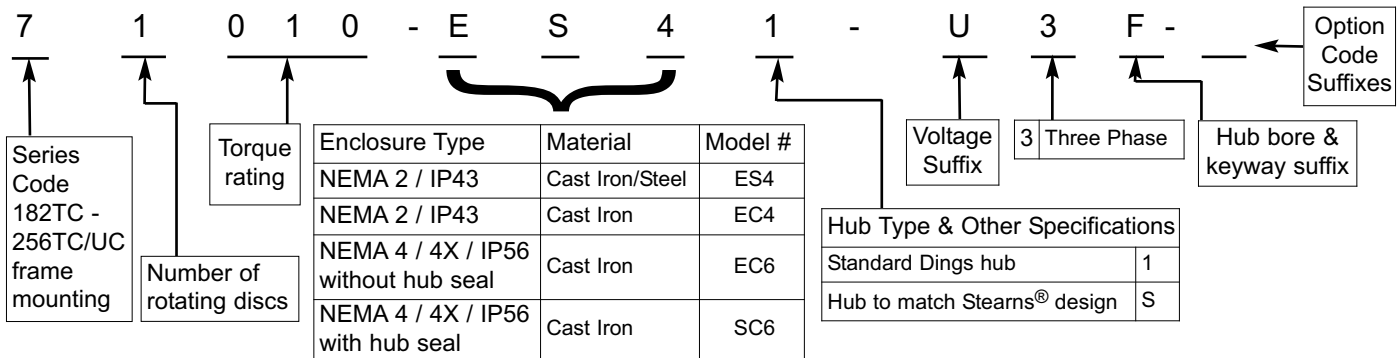 7 1 0 1 0 - E S 4 1 - U 3 F -
Option
Code
Suffixes
Series
Code
182TC -
256TC/UC
frame
mounting
Number of
rotating discs
Torque
rating
Enclosure Type Material Model #
NEMA 2 / IP43 Cast Iron/Steel ES4
NEMA 2 / IP43 Cast Iron EC4
NEMA 4 / 4X / IP56
without hub seal
Cast Iron EC6
NEMA 4 / 4X / IP56
with hub seal
Cast Iron SC6
Hub Type & Other Specifications
Standard Dings hub 1
Hub to match Stearns® design S
Voltage
Suffix
3 Three Phase
Hub bore &
keyway suffix